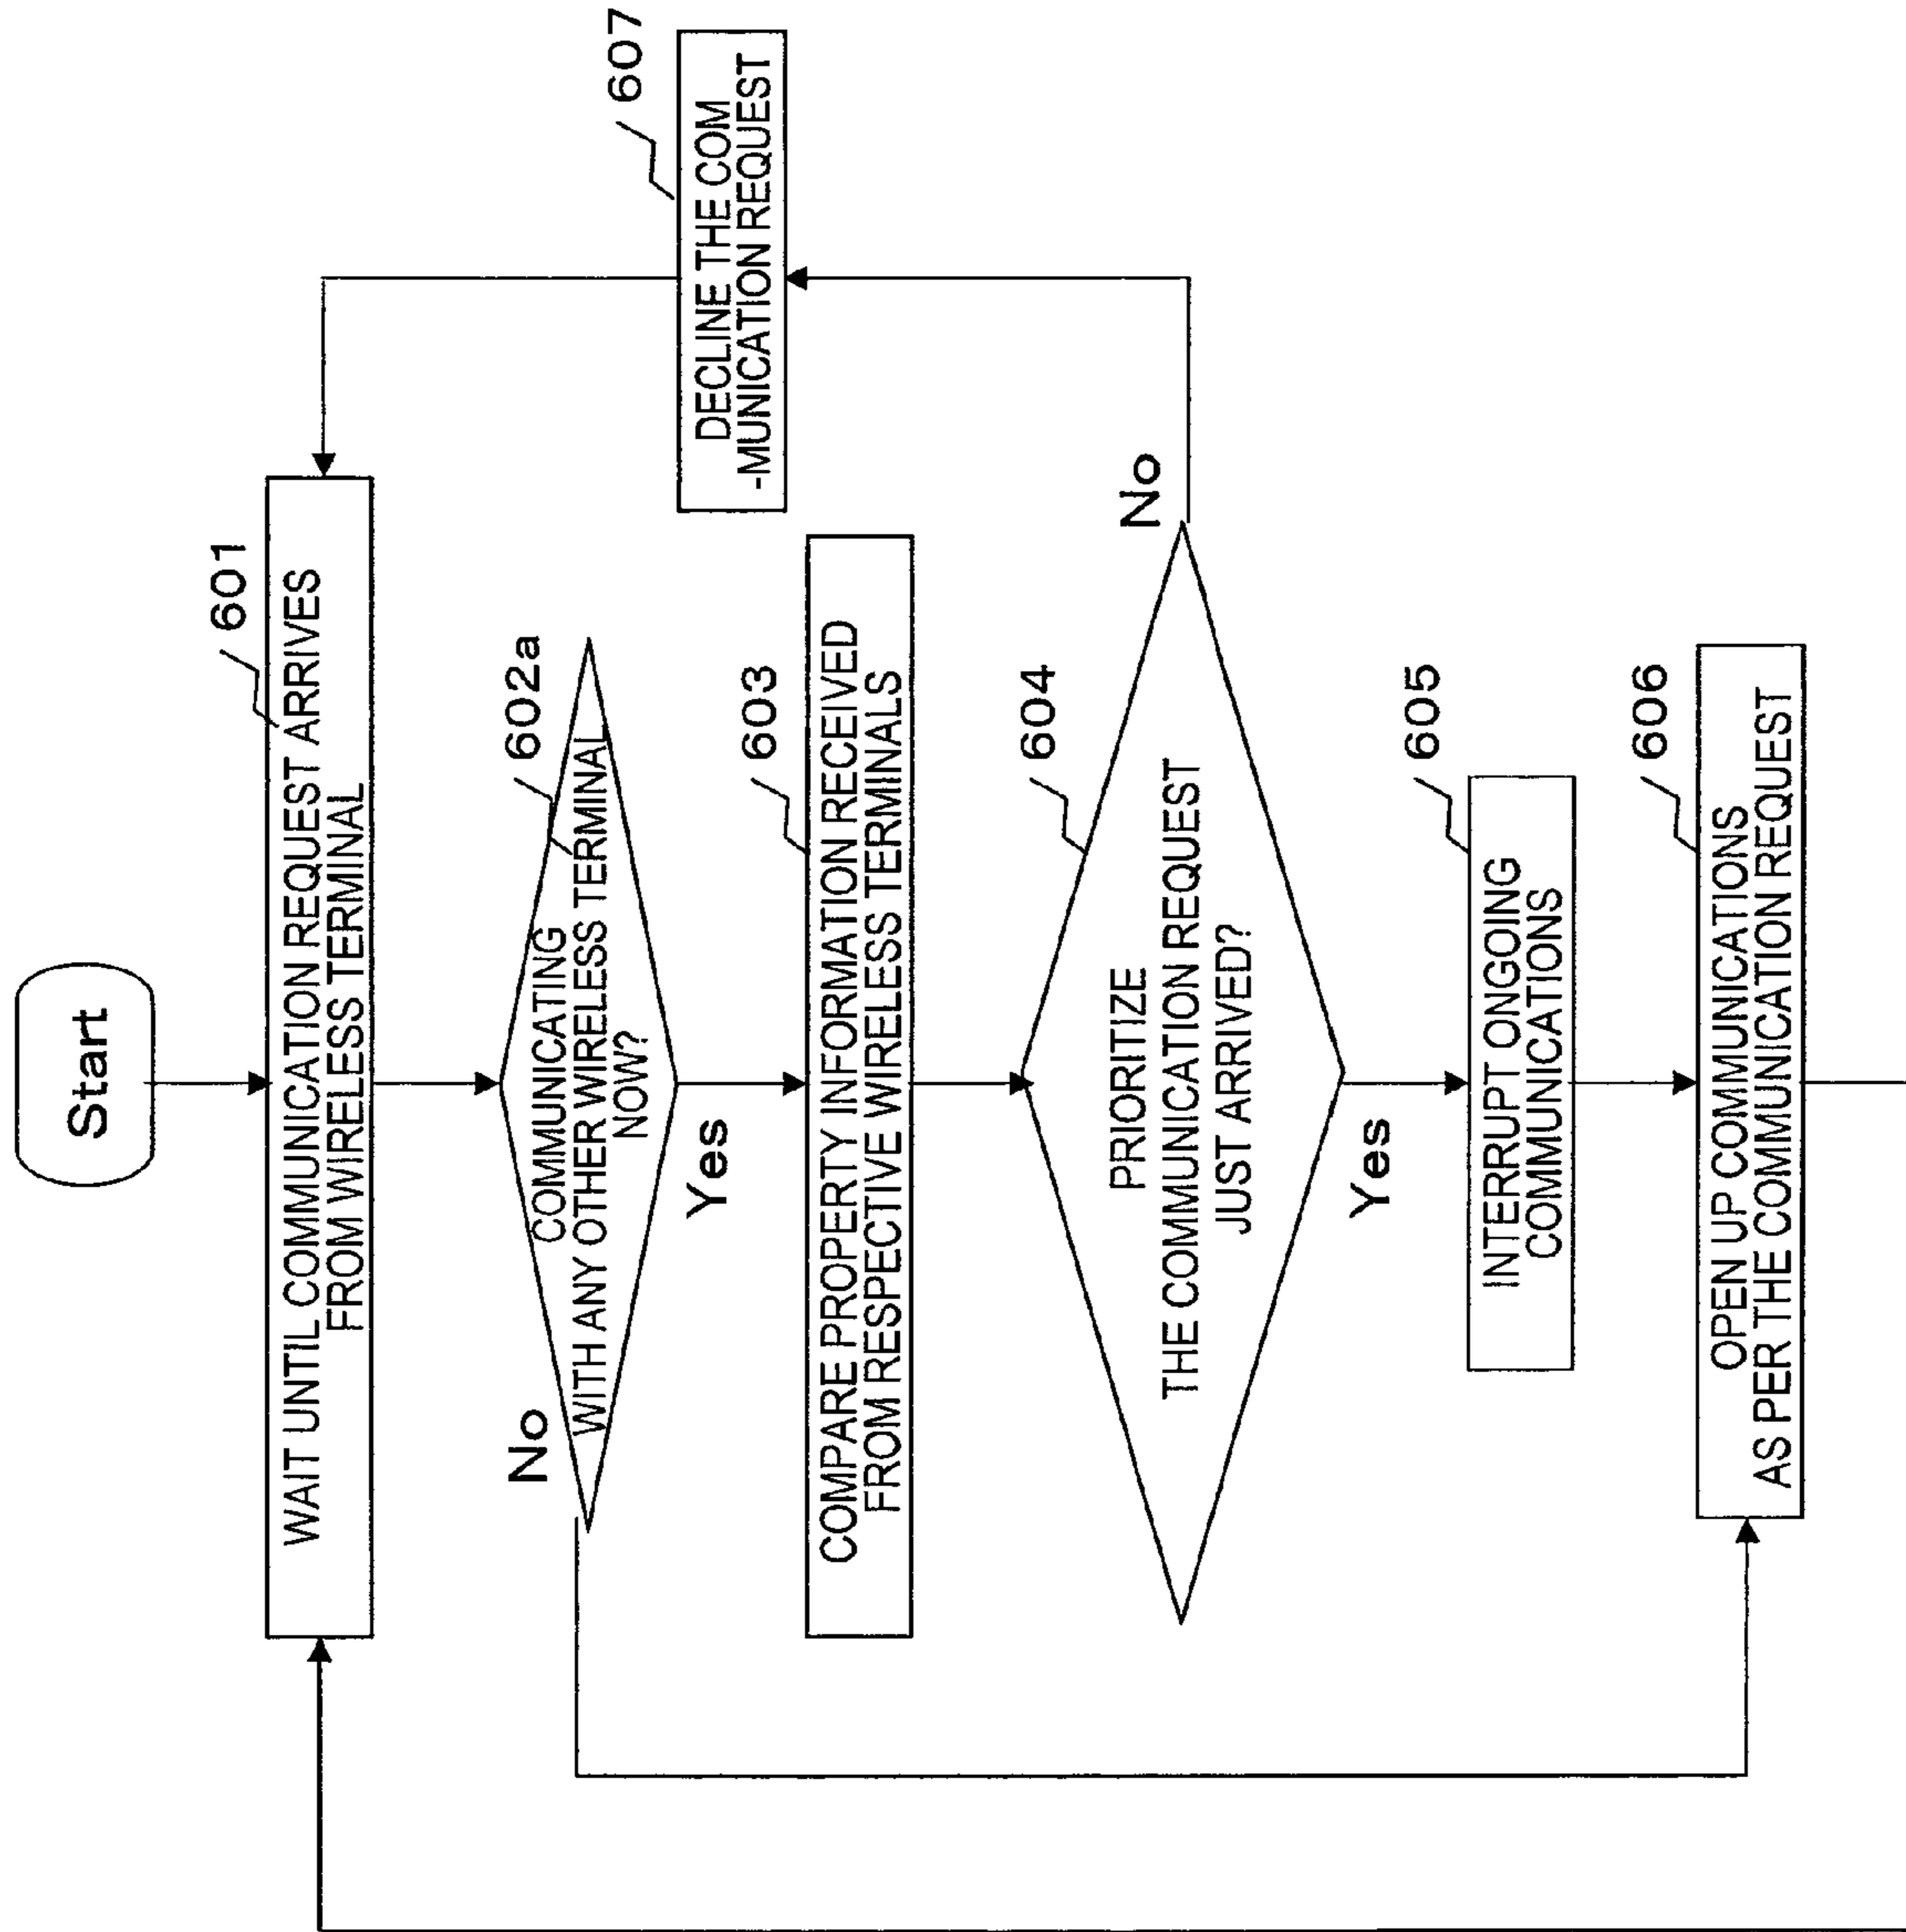 Start
601
WAIT UNTIL COMMUNICATION REQUEST ARRIVES
FROM WIRELESS TERMINAL
602a
COMMUNICATING
WITH ANY OTHER WIRELESS TERMINAL
NOW?
No
Yes
603
COMPARE PROPERTY INFORMATION RECEIVED
FROM RESPECTIVE WIRELESS TERMINALS
604
PRIORITIZE
THE COMMUNICATION REQUEST
JUST ARRIVED?
No
Yes
607
DECLINE THE COM
-MUNICATION REQUEST
605
INTERRUPT ONGOING
COMMUNICATIONS
606
OPEN UP COMMUNICATIONS
AS PER THE COMMUNICATION REQUEST